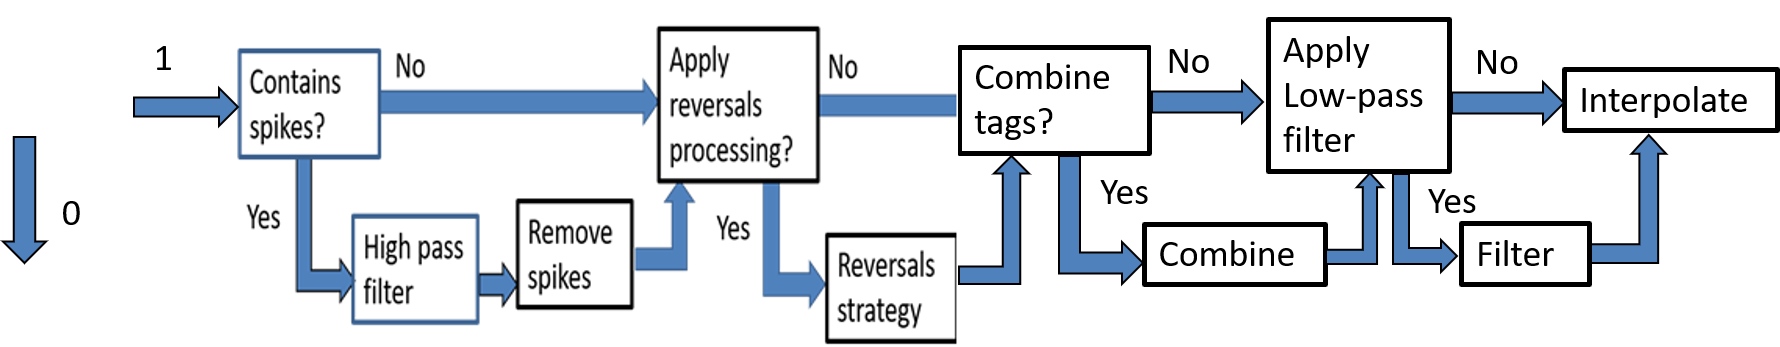 1
0
Contains
spikes?
No
Yes
High pass
filter
Remove
spikes
Apply
reversals
processing?
No
Yes
Reversals
strategy
Combine
tags?
No
Yes
Combine
Apply
Low-pass
filter
No
Yes
Filter
Interpolate